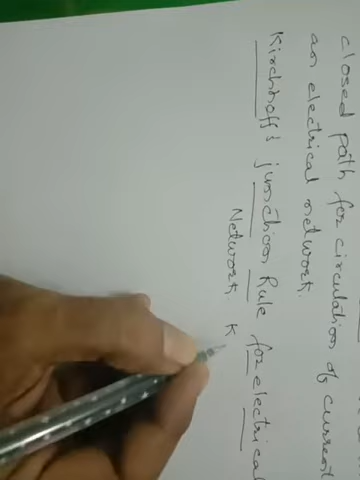 closed path for circulation of current
an electrical network.
Kirchhoff's junction Rule for electrical
Network. K